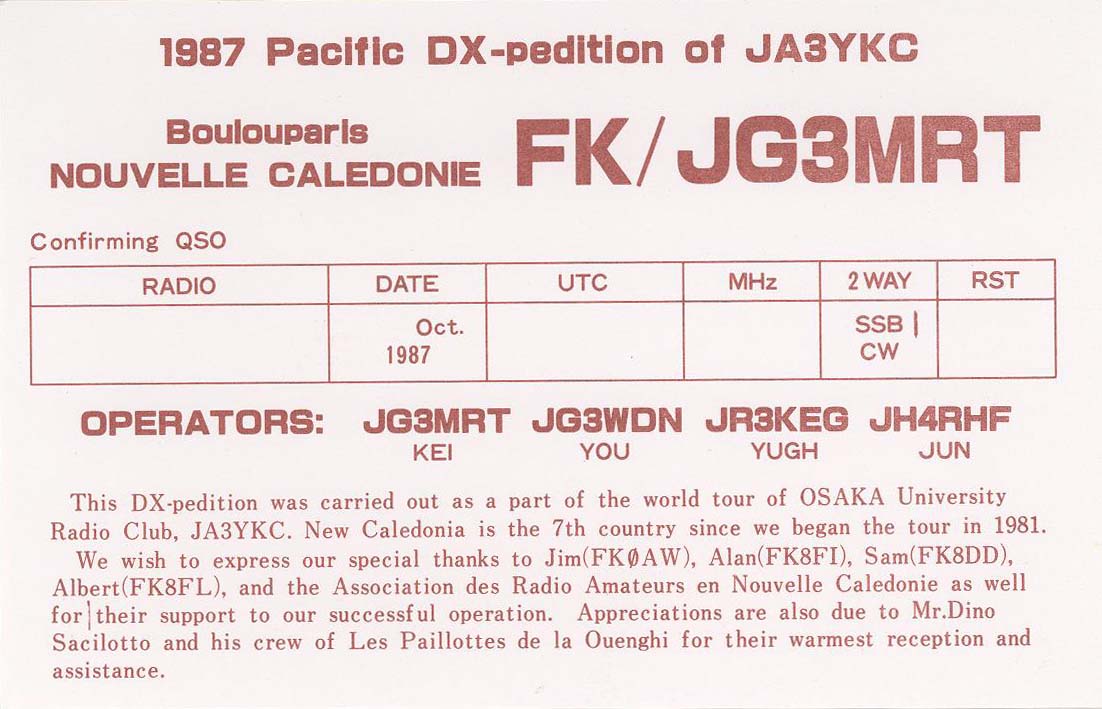 1987 Pacific DX-pedition of JA3YKC
Bouloupari​s
NOUVELLE CALEDONIE
FK/JG3MRT
Confirming QSO
RADIO DATE UTC MHz 2 WAY RST
Oct. SSB
1987 CW
OPERATORS: JG3MRT JG3WDN JR3KEG JH4RHF
KEI YOU YUGH JUN
This DX-pedition was carried out as a part of the world tour of OSAKA University
Radio Club, JA3YKC. New Caledonia is the 7th country since we began the tour in 1981.
We wish to express our special thanks to Jim(FKØAW), Alan(FK8FI), Sam(FK8DD),
Albert(FK8FL), and the Association des Radio Amateurs en Nouvelle Caledonie as well
for their support to our successful operation. Appreciations are also due to Mr.Dino
Sacilotto and his crew of Les Paillottes de la Ouenghi for their warmest reception and
assistance.